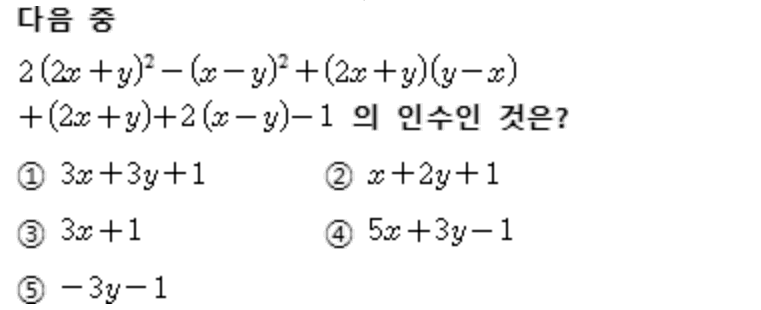 다음 중
2(2x+y)²-(x-y)²+(2x+y)(y-x)
+(2x+y)+2(x-y)-1 의 인수인 것은?
① 3x+3y+1 ② x+2y+1
③ 3x+1 ④ 5x+3y-1
⑤ -3y-1